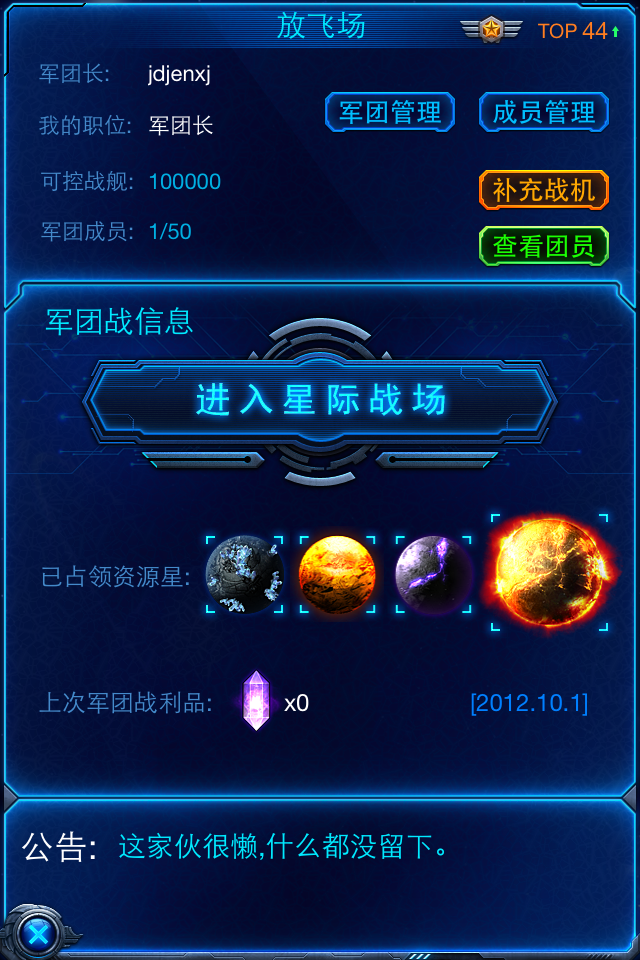 放飞场
TOP 44
军团长: jdjenxj
我的职位: 军团长
军团管理 成员管理
可控战舰: 100000
补充战机
军团成员: 1/50
查看团员
军团战信息
进入星际战场
已占领资源星:
上次军团战利品: x0 [2012.10.1]
公告: 这家伙很懒,什么都没留下。